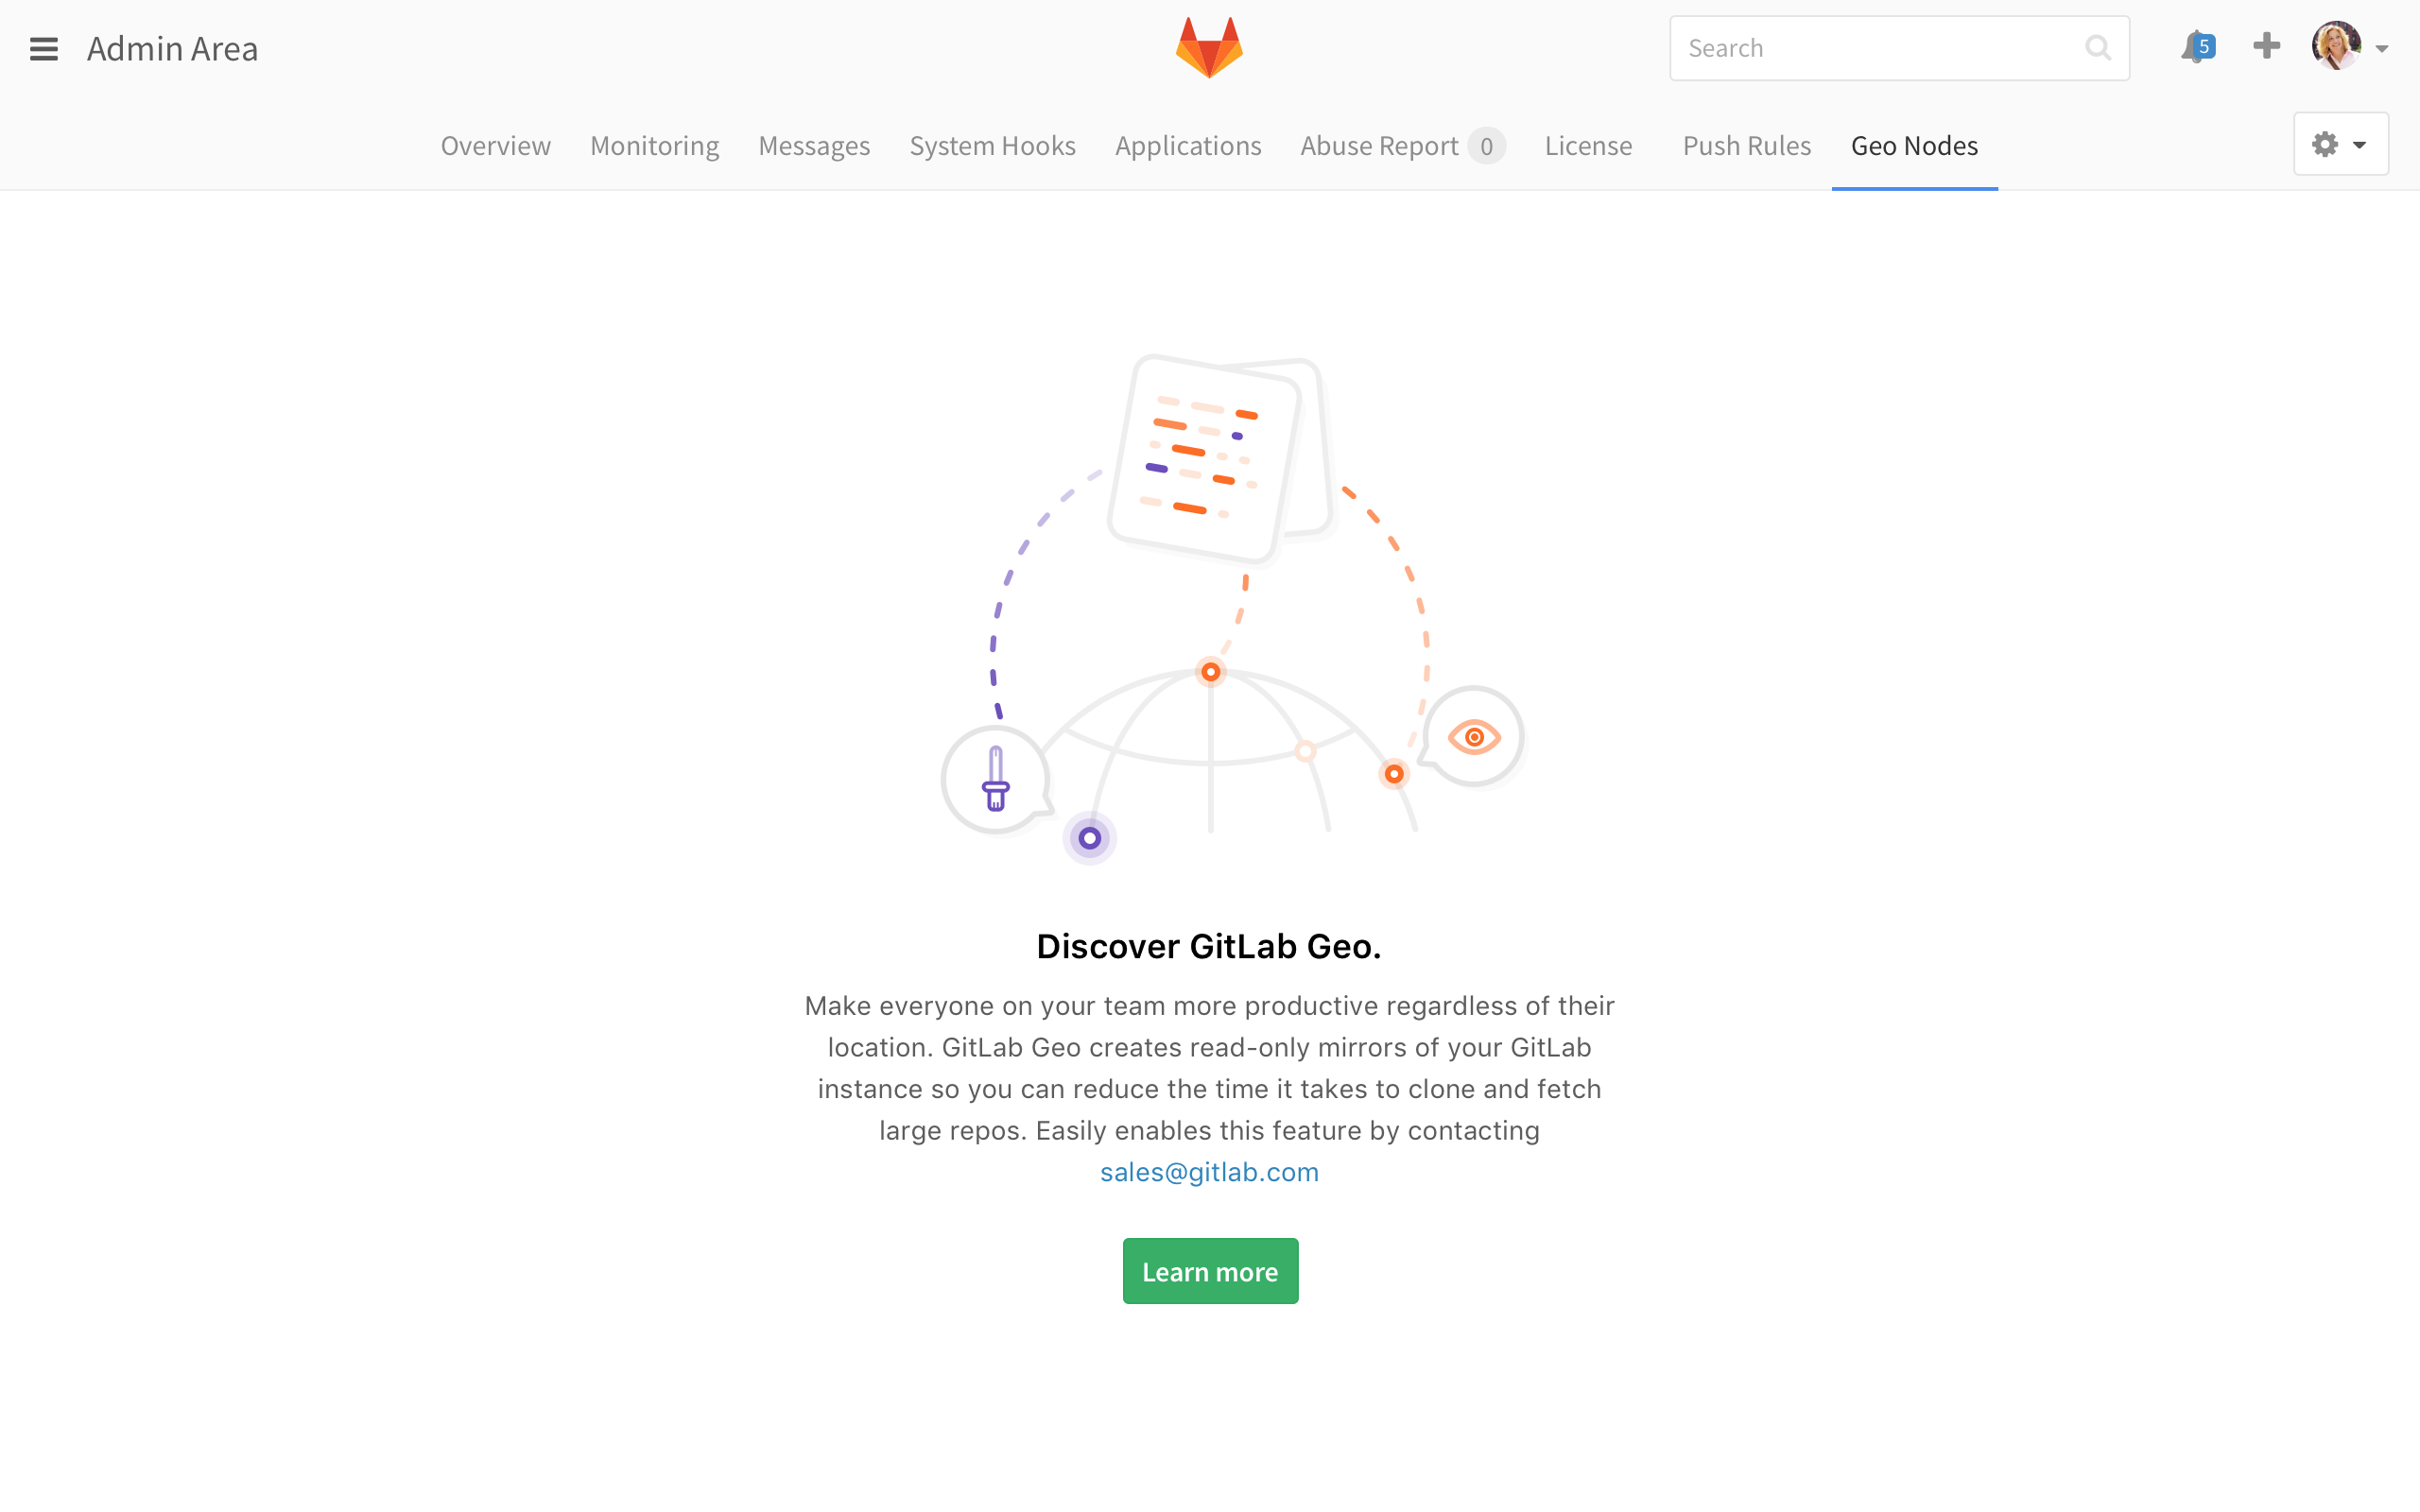 Admin Area
Search
5
Overview
Monitoring
Messages
System Hooks
Applications
Abuse Report 0
License
Push Rules
Geo Nodes
Discover GitLab Geo.
Make everyone on your team more productive regardless of their
location. GitLab Geo creates read-only mirrors of your GitLab
instance so you can reduce the time it takes to clone and fetch
large repos. Easily enables this feature by contacting
sales@gitlab.com
Learn more